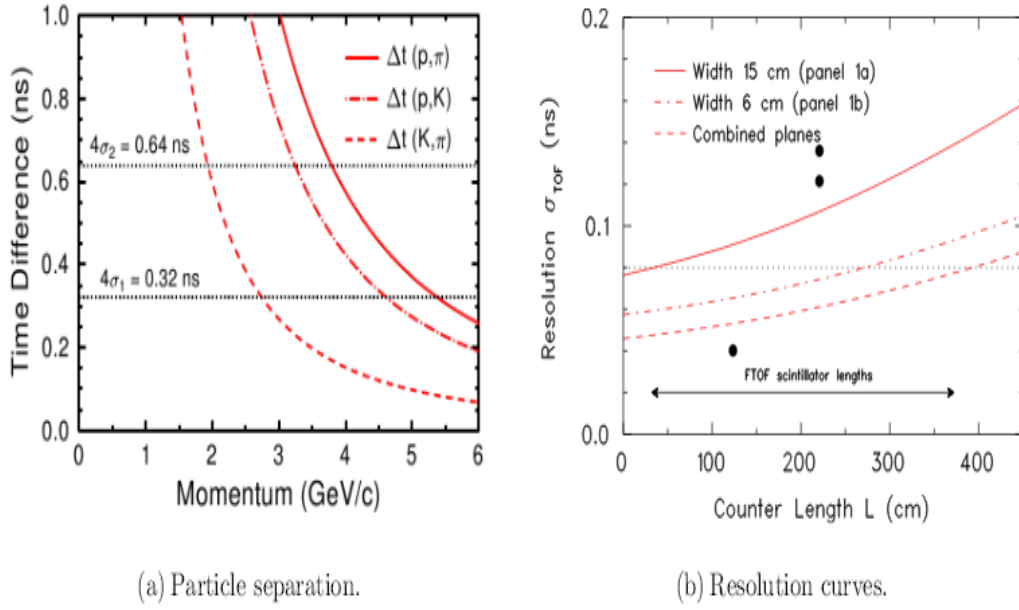 Time Difference (ns)
1.0
0.8
0.6
0.4
0.2
0.0
Δt (p,π)
Δt (p,K)
Δt (K,π)
4σ₂ = 0.64 ns
4σ₁ = 0.32 ns
0 1 2 3 4 5 6
Momentum (GeV/c)
(a) Particle separation.
Resolution σTOF (ns)
0.2
0.1
0.0
Width 15 cm (panel 1a)
Width 6 cm (panel 1b)
Combined planes
FTOF scintillator lengths
0 100 200 300 400
Counter Length L (cm)
(b) Resolution curves.